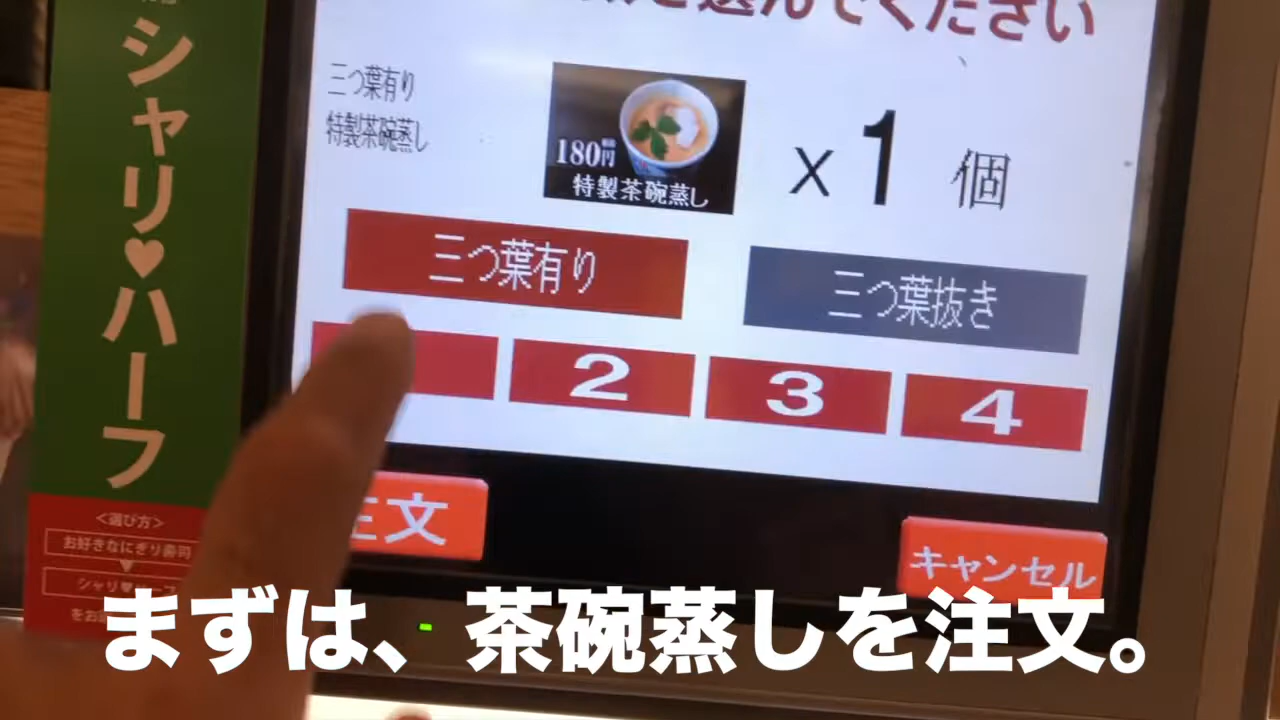 シャリ♥ハーフ
＜選び方＞
お好きなにぎり寿司
▼
んでください
三つ葉有り
特製茶碗蒸し
180円
特製茶碗蒸し
x 1 個
三つ葉有り
三つ葉抜き
2
3
4
文
キャンセル
まずは、茶碗蒸しを注文。